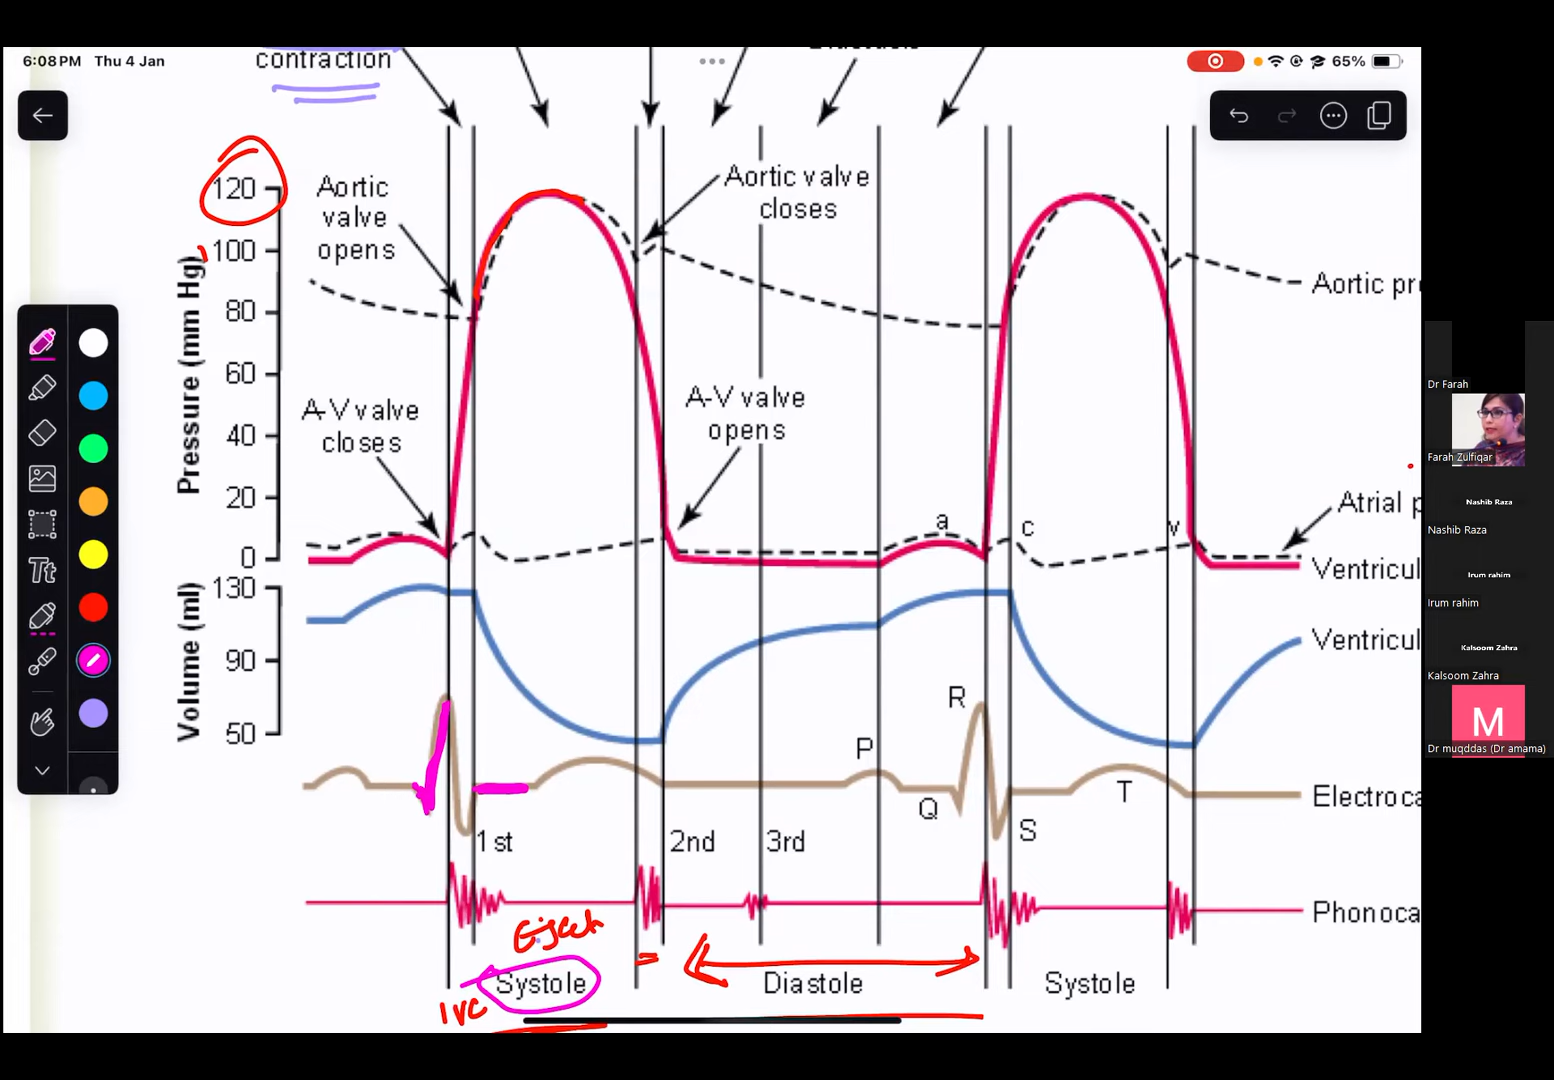 6:08 PM Thu 4 Jan
65%
contraction
120
100
80
60
40
20
0
Pressure (mm Hg)
Aortic
valve
opens
Aortic valve
closes
A-V valve
closes
A-V valve
opens
a
c
v
Aortic pr
Atrial p
Ventricul
130
90
50
Volume (ml)
Ventricul
R
P
Q
S
T
Electroca
1st
2nd
3rd
Phonoca
Eject
Systole
Diastole
Systole
IVC
Tt
Dr Farah
Farah Zulfiqar
Nashib Raza
Nashib Raza
Irum rahim
Irum rahim
Kalsoom Zahra
Kalsoom Zahra
M
Dr muqddas (Dr amama)